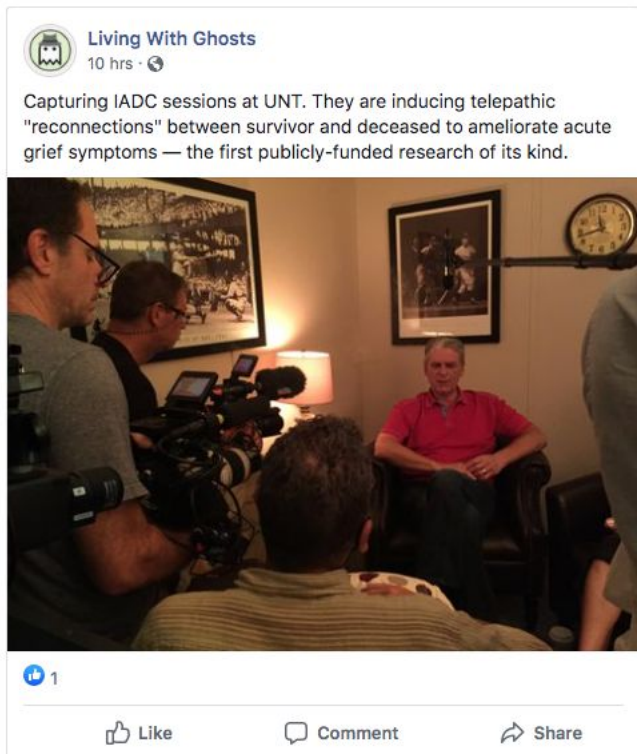 Living With Ghosts
10 hrs ·
Capturing IADC sessions at UNT. They are inducing telepathic
"reconnections" between survivor and deceased to ameliorate acute
grief symptoms — the first publicly-funded research of its kind.
1
Like Comment Share